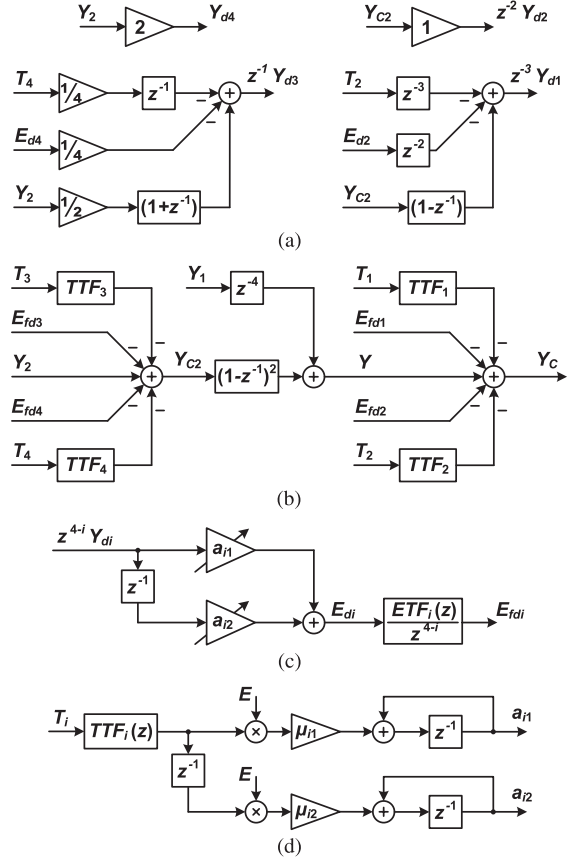 Y2 2 Yd4 YC2 1 z^-2 Yd2
T4 1/4 z^-1 + z^-1 Yd3 T2 z^-3 + z^-3 Yd1
− −
Ed4 1/4 − Ed2 z^-2 −
Y2 1/2 (1+z^-1) YC2 (1-z^-1)
(a)
T3 TTF3 Y1 z^-4 T1 TTF1
Efd3 − − Efd1 − −
Y2 + YC2 (1-z^-1)^2 + Y + YC
Efd4 − − Efd2 − −
T4 TTF4 T2 TTF2
(b)
z^4-i Ydi ai1
z^-1
ai2 + Edi ETFi(z) Efdi
z^4-i
(c)
E
Ti TTFi(z) × μi1 + z^-1 ai1
z^-1 E
× μi2 + z^-1 ai2
(d)